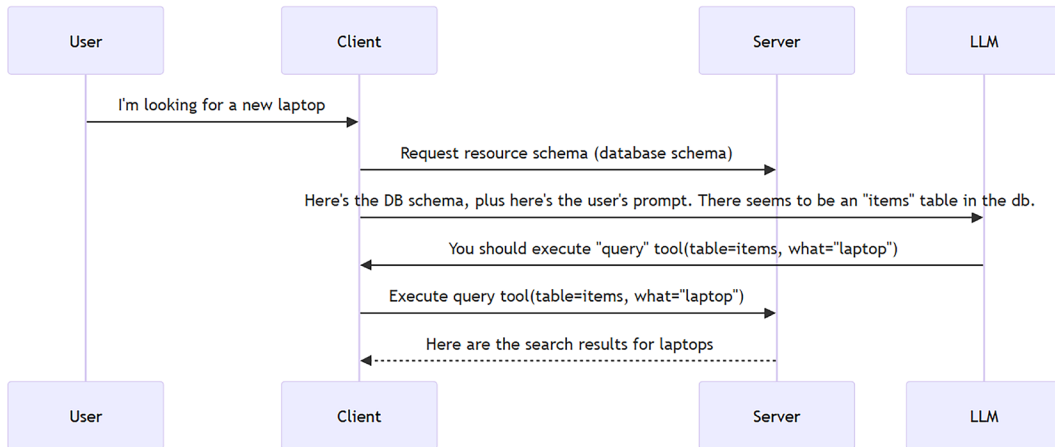 User
Client
Server
LLM
I'm looking for a new laptop
Request resource schema (database schema)
Here's the DB schema, plus here's the user's prompt. There seems to be an "items" table in the db.
You should execute "query" tool(table=items, what="laptop")
Execute query tool(table=items, what="laptop")
Here are the search results for laptops
User
Client
Server
LLM